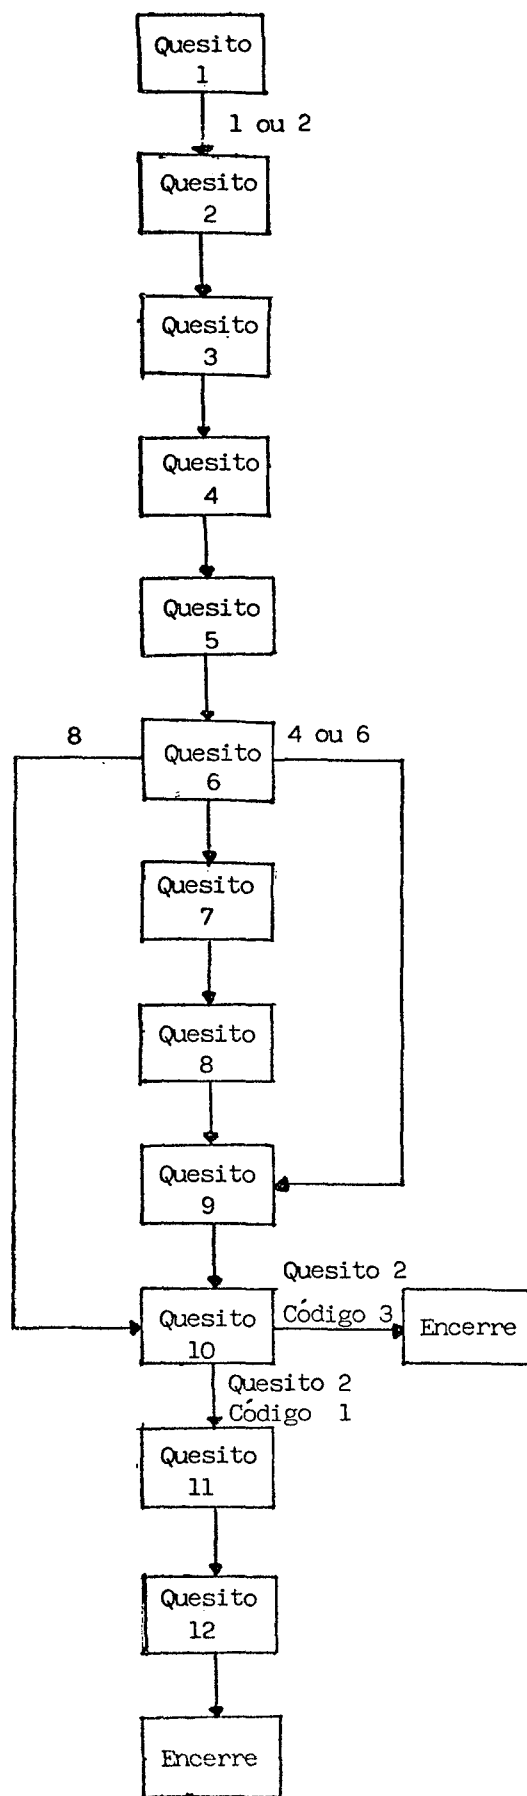 Quesito
1
1 ou 2
Quesito
2
Quesito
3
Quesito
4
Quesito
5
8
4 ou 6
Quesito
6
Quesito
7
Quesito
8
Quesito
9
Quesito 2
Código 3
Quesito
10
Encerre
Quesito 2
Código 1
Quesito
11
Quesito
12
Encerre